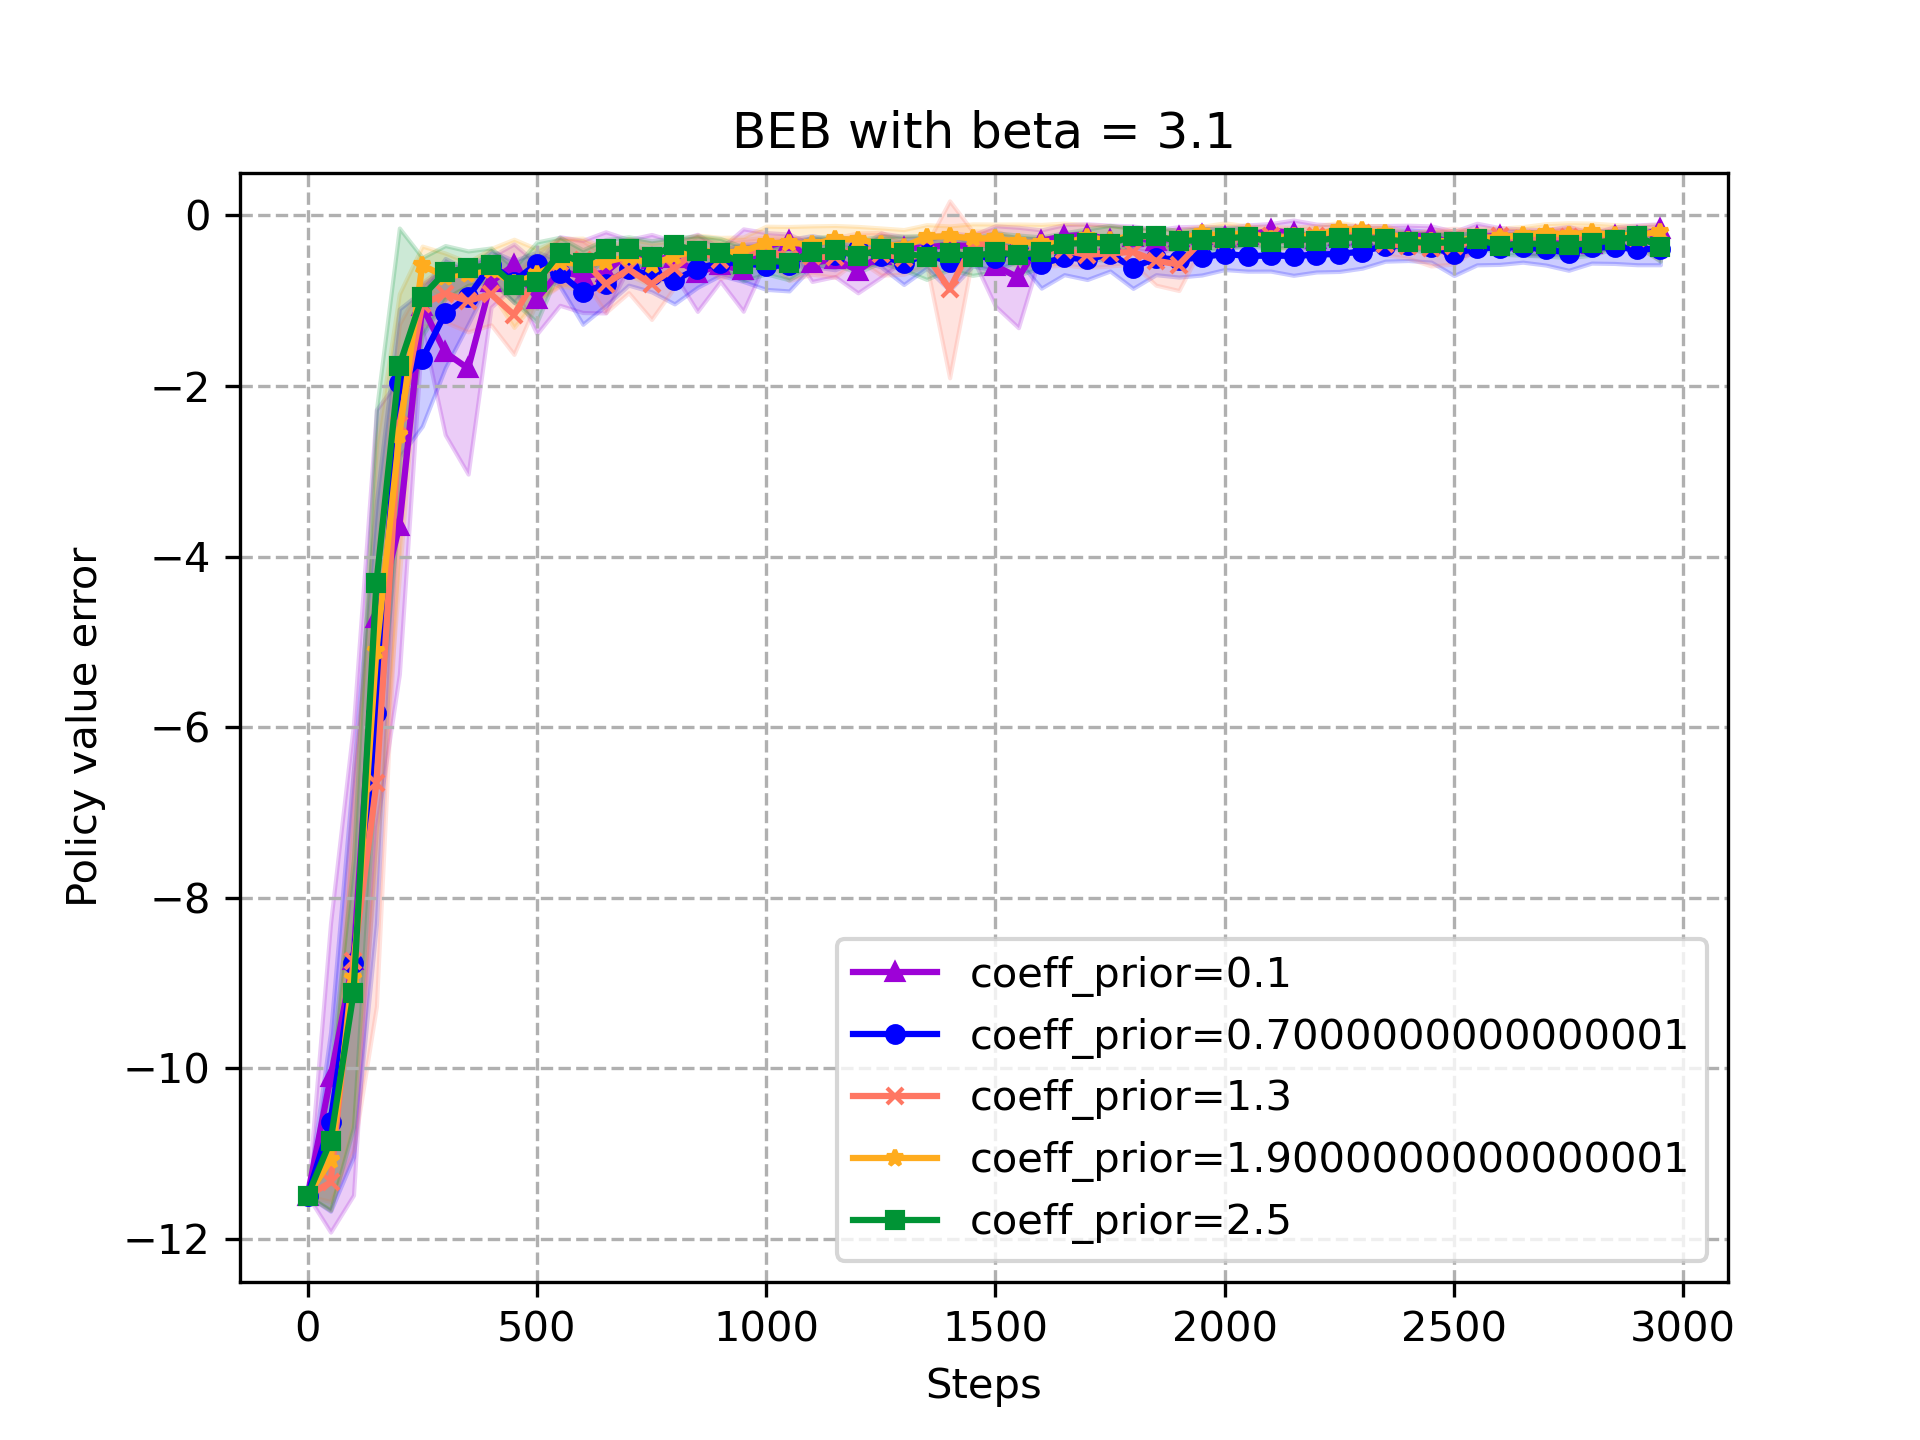 BEB with beta = 3.1
Policy value error
0
−2
−4
−6
−8
−10
−12
coeff_prior=0.1
coeff_prior=0.7000000000000001
coeff_prior=1.3
coeff_prior=1.9000000000000001
coeff_prior=2.5
0 500 1000 1500 2000 2500 3000
Steps